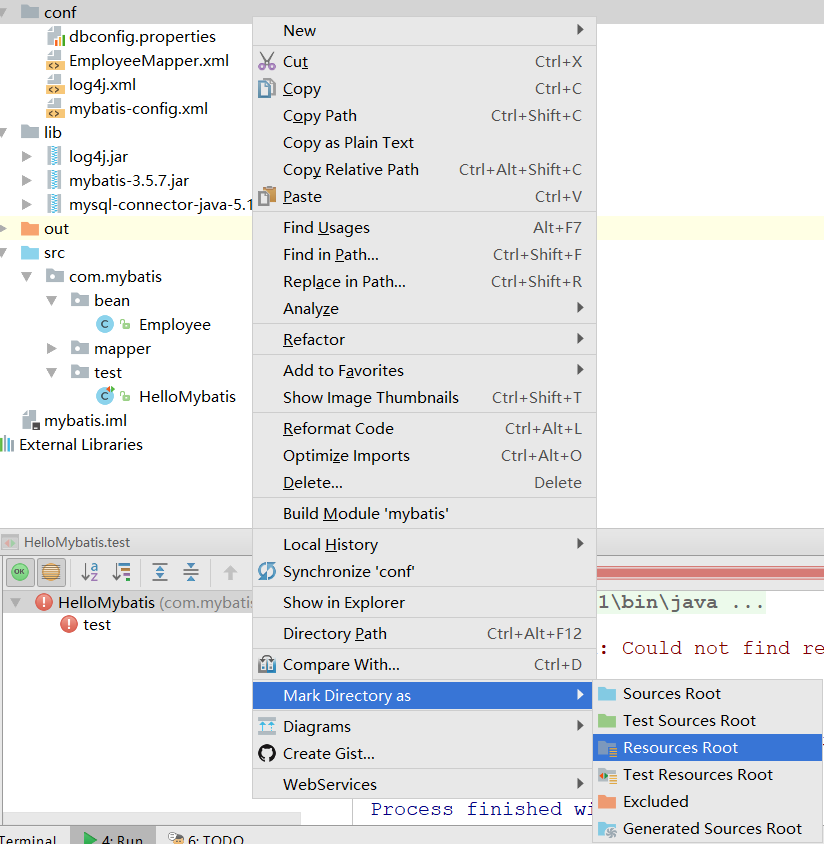 conf
dbconfig.properties
EmployeeMapper.xml
log4j.xml
mybatis-config.xml
lib
log4j.jar
mybatis-3.5.7.jar
mysql-connector-java-5.1
out
src
com.mybatis
bean
Employee
mapper
test
HelloMybatis
mybatis.iml
External Libraries
New
Cut Ctrl+X
Copy Ctrl+C
Copy Path Ctrl+Shift+C
Copy as Plain Text
Copy Relative Path Ctrl+Alt+Shift+C
Paste Ctrl+V
Find Usages Alt+F7
Find in Path... Ctrl+Shift+F
Replace in Path... Ctrl+Shift+R
Analyze
Refactor
Add to Favorites
Show Image Thumbnails Ctrl+Shift+T
Reformat Code Ctrl+Alt+L
Optimize Imports Ctrl+Alt+O
Delete... Delete
Build Module 'mybatis'
Local History
Synchronize 'conf'
Show in Explorer
Directory Path Ctrl+Alt+F12
Compare With... Ctrl+D
Mark Directory as
Diagrams
Create Gist...
WebServices
Sources Root
Test Sources Root
Resources Root
Test Resources Root
Excluded
Generated Sources Root
HelloMybatis.test
OK
HelloMybatis (com.mybatis
test
1\bin\java ...
: Could not find re
Process finished wi
Terminal 4: Run 6: TODO